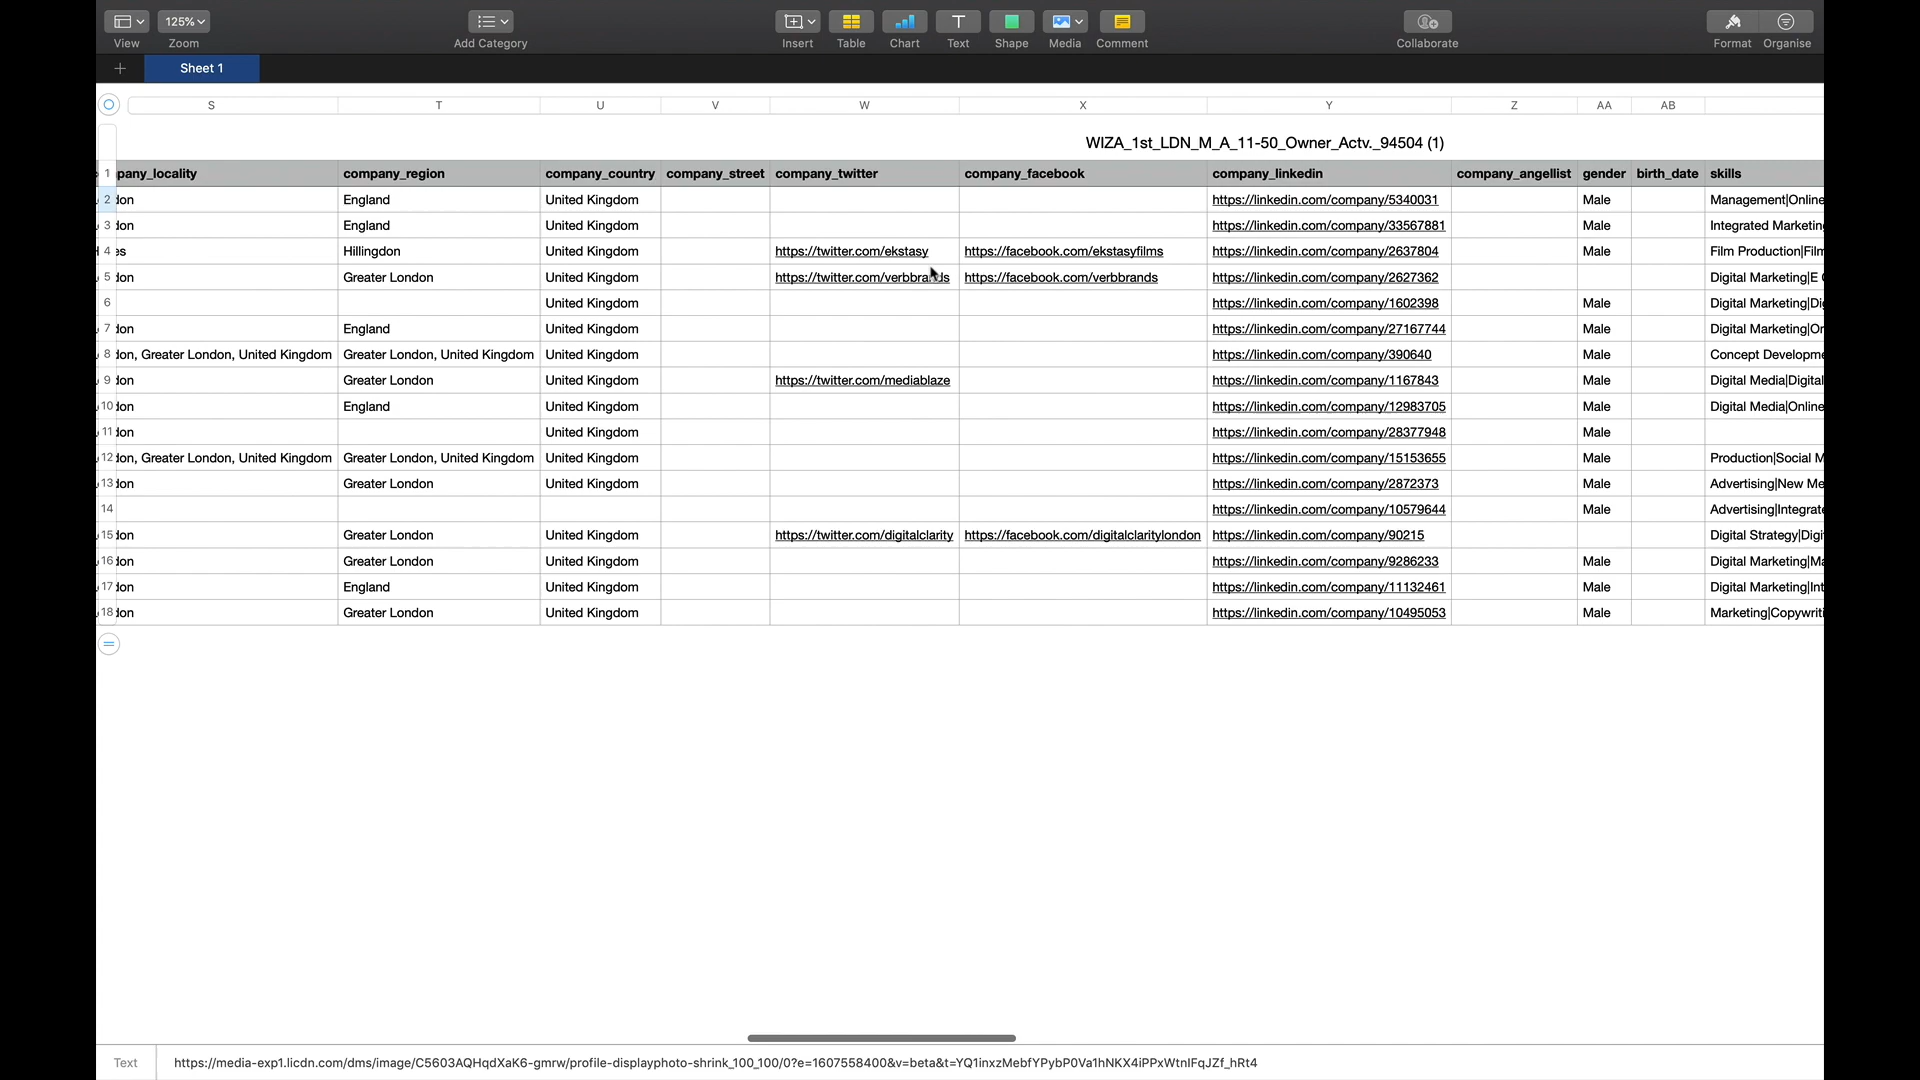 125%
View Zoom Add Category Insert Table Chart Text Shape Media Comment Collaborate Format Organise
Sheet 1
S T U V W X Y Z AA AB
WIZA_1st_LDN_M_A_11-50_Owner_Actv._94504 (1)
1 pany_locality company_region company_country company_street company_twitter company_facebook company_linkedin company_angellist gender birth_date skills
2 don England United Kingdom https://linkedin.com/company/5340031 Male Management|Online
3 don England United Kingdom https://linkedin.com/company/33567881 Male Integrated Marketing
4 es Hillingdon United Kingdom https://twitter.com/ekstasy https://facebook.com/ekstasyfilms https://linkedin.com/company/2637804 Male Film Production|Film
5 don Greater London United Kingdom https://twitter.com/verbbrands https://facebook.com/verbbrands https://linkedin.com/company/2627362 Digital Marketing|E
6 United Kingdom https://linkedin.com/company/1602398 Male Digital Marketing|Dig
7 don England United Kingdom https://linkedin.com/company/27167744 Male Digital Marketing|On
8 don, Greater London, United Kingdom Greater London, United Kingdom United Kingdom https://linkedin.com/company/390640 Male Concept Developme
9 don Greater London United Kingdom https://twitter.com/mediablaze https://linkedin.com/company/1167843 Male Digital Media|Digital
10 don England United Kingdom https://linkedin.com/company/12983705 Male Digital Media|Online
11 don United Kingdom https://linkedin.com/company/28377948 Male
12 don, Greater London, United Kingdom Greater London, United Kingdom United Kingdom https://linkedin.com/company/15153655 Male Production|Social M
13 don Greater London United Kingdom https://linkedin.com/company/2872373 Male Advertising|New Me
14 https://linkedin.com/company/10579644 Male Advertising|Integrate
15 don Greater London United Kingdom https://twitter.com/digitalclarity https://facebook.com/digitalclaritylondon https://linkedin.com/company/90215 Digital Strategy|Digi
16 don Greater London United Kingdom https://linkedin.com/company/9286233 Male Digital Marketing|Ma
17 don England United Kingdom https://linkedin.com/company/11132461 Male Digital Marketing|Int
18 don Greater London United Kingdom https://linkedin.com/company/10495053 Male Marketing|Copywriti
Text https://media-exp1.licdn.com/dms/image/C5603AQHqdXaK6-gmrw/profile-displayphoto-shrink_100_100/0?e=1607558400&v=beta&t=YQ1inxzMebfYPybP0Va1hNKX4iPPxWtnIFqJZf_hRt4